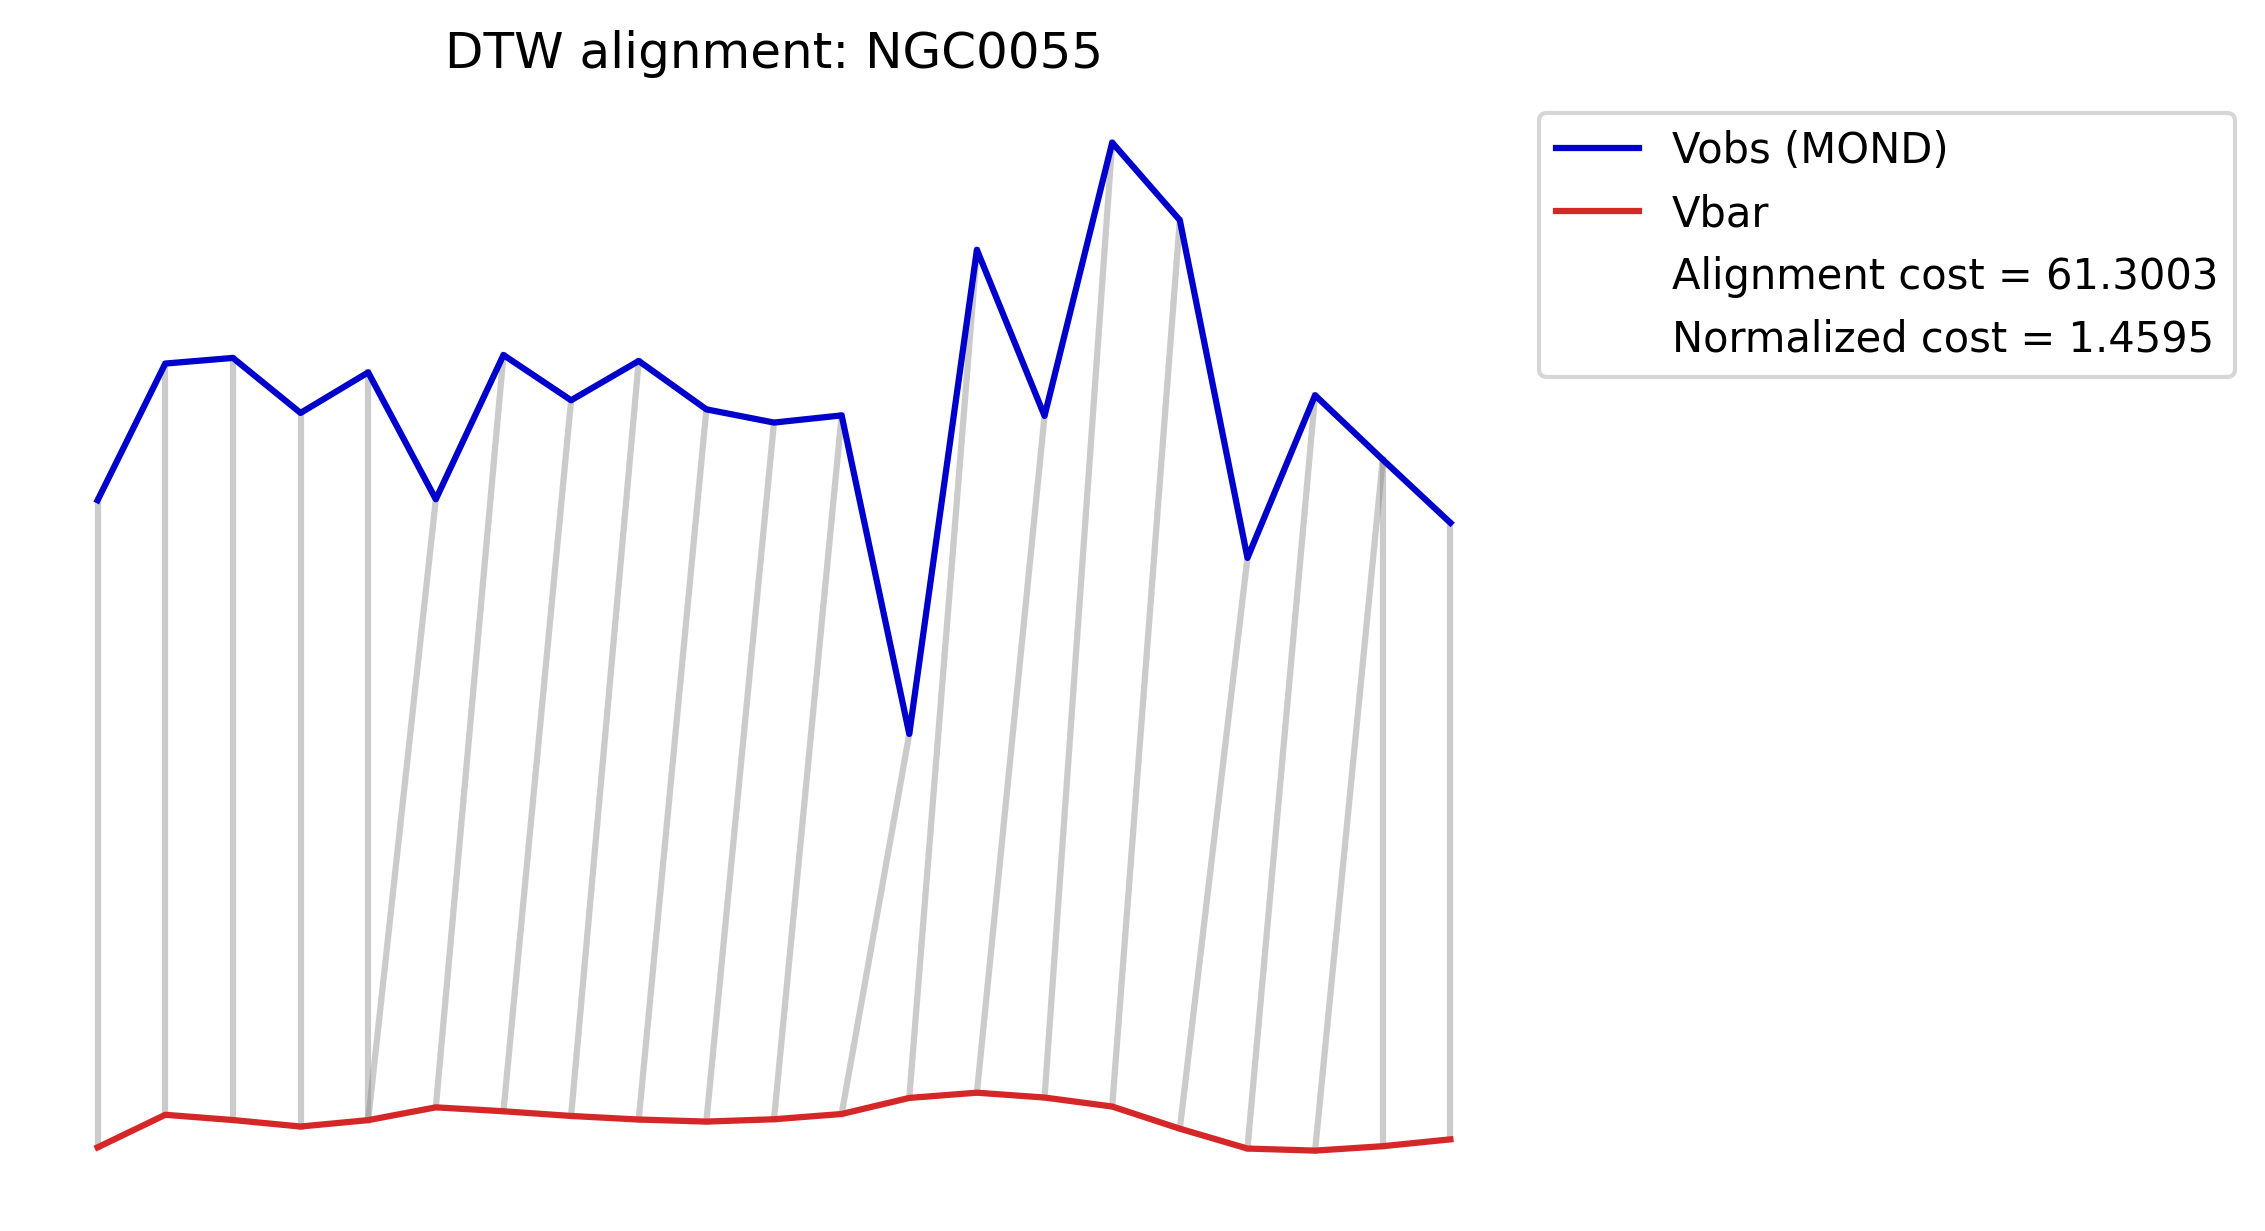 DTW alignment: NGC0055
Vobs (MOND)
Vbar
Alignment cost = 61.3003
Normalized cost = 1.4595